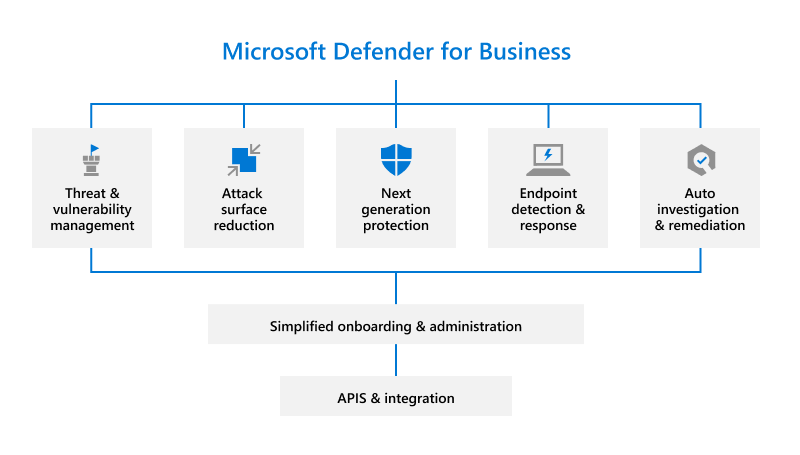 Microsoft Defender for Business
Threat &
vulnerability
management
Attack
surface
reduction
Next
generation
protection
Endpoint
detection &
response
Auto
investigation
& remediation
Simplified onboarding & administration
APIS & integration